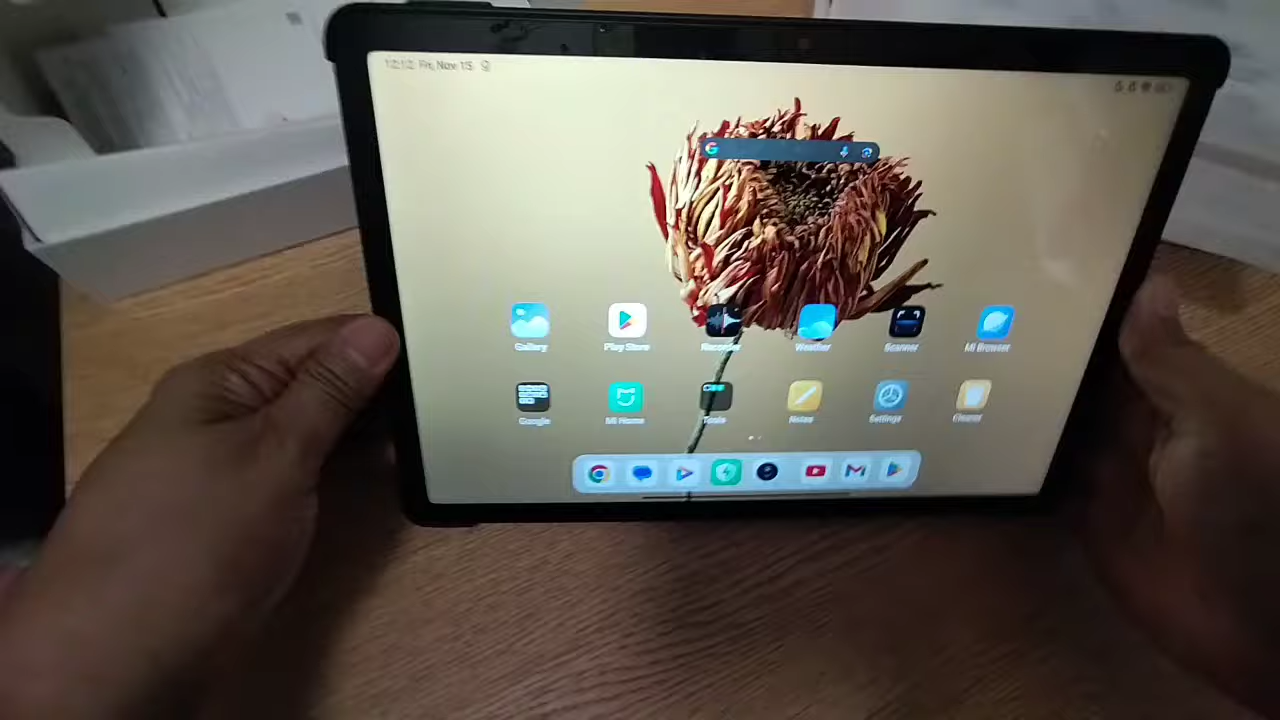 12:12 Fri, Nov 15
Gallery Play Store Recorder Weather Scanner Mi Browser
Google Mi Home Tools Notes Settings Cleaner